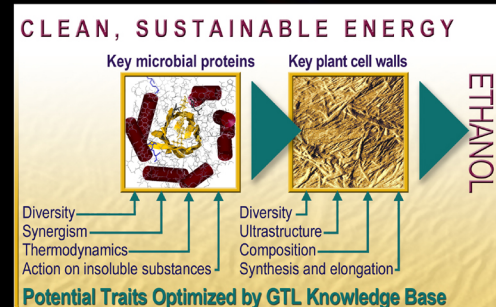 CLEAN, SUSTAINABLE ENERGY
Key microbial proteins
Key plant cell walls
ETHANOL
Diversity
Synergism
Thermodynamics
Action on insoluble substances
Diversity
Ultrastructure
Composition
Synthesis and elongation
Potential Traits Optimized by GTL Knowledge Base